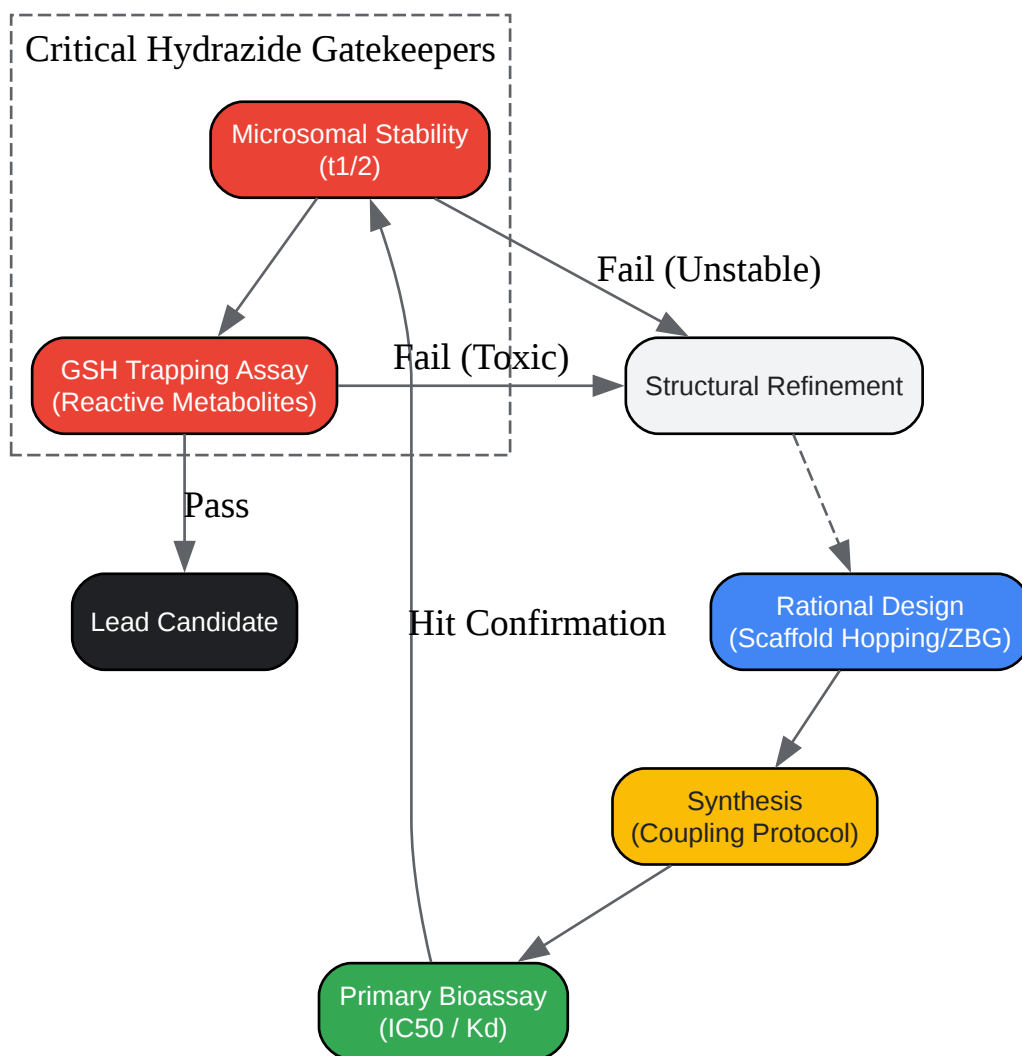 Critical Hydrazide Gatekeepers
Microsomal Stability
(t1/2)
Fail (Unstable)
GSH Trapping Assay
(Reactive Metabolites)
Fail (Toxic)
Structural Refinement
Pass
Lead Candidate
Hit Confirmation
Rational Design
(Scaffold Hopping/ZBG)
Synthesis
(Coupling Protocol)
Primary Bioassay
(IC50 / Kd)